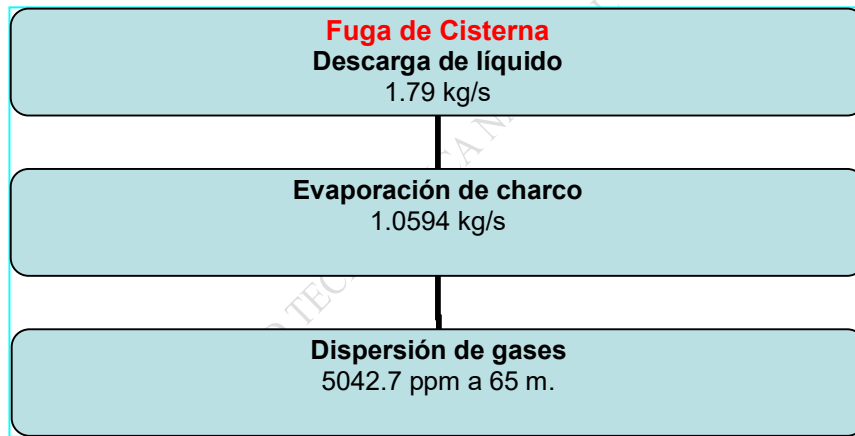 Fuga de Cisterna
Descarga de líquido
1.79 kg/s
Evaporación de charco
1.0594 kg/s
Dispersión de gases
5042.7 ppm a 65 m.